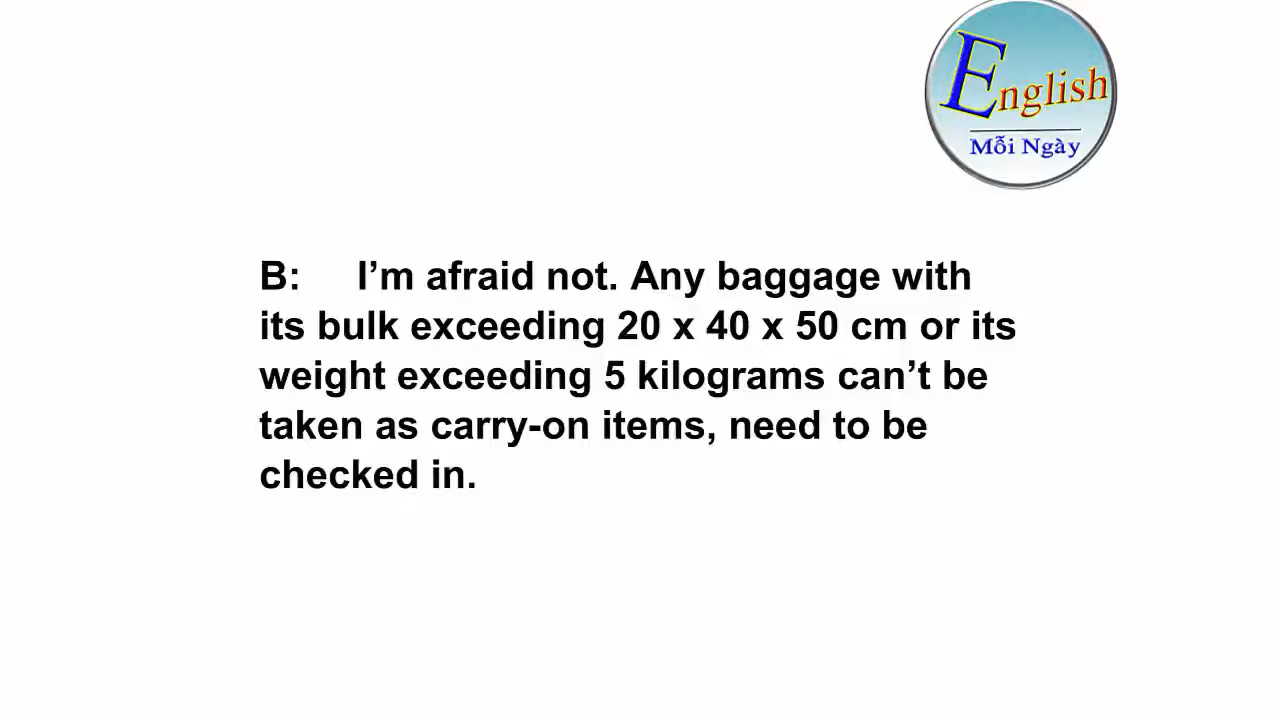 English
Mỗi Ngày
B: I’m afraid not. Any baggage with
its bulk exceeding 20 x 40 x 50 cm or its
weight exceeding 5 kilograms can’t be
taken as carry-on items, need to be
checked in.